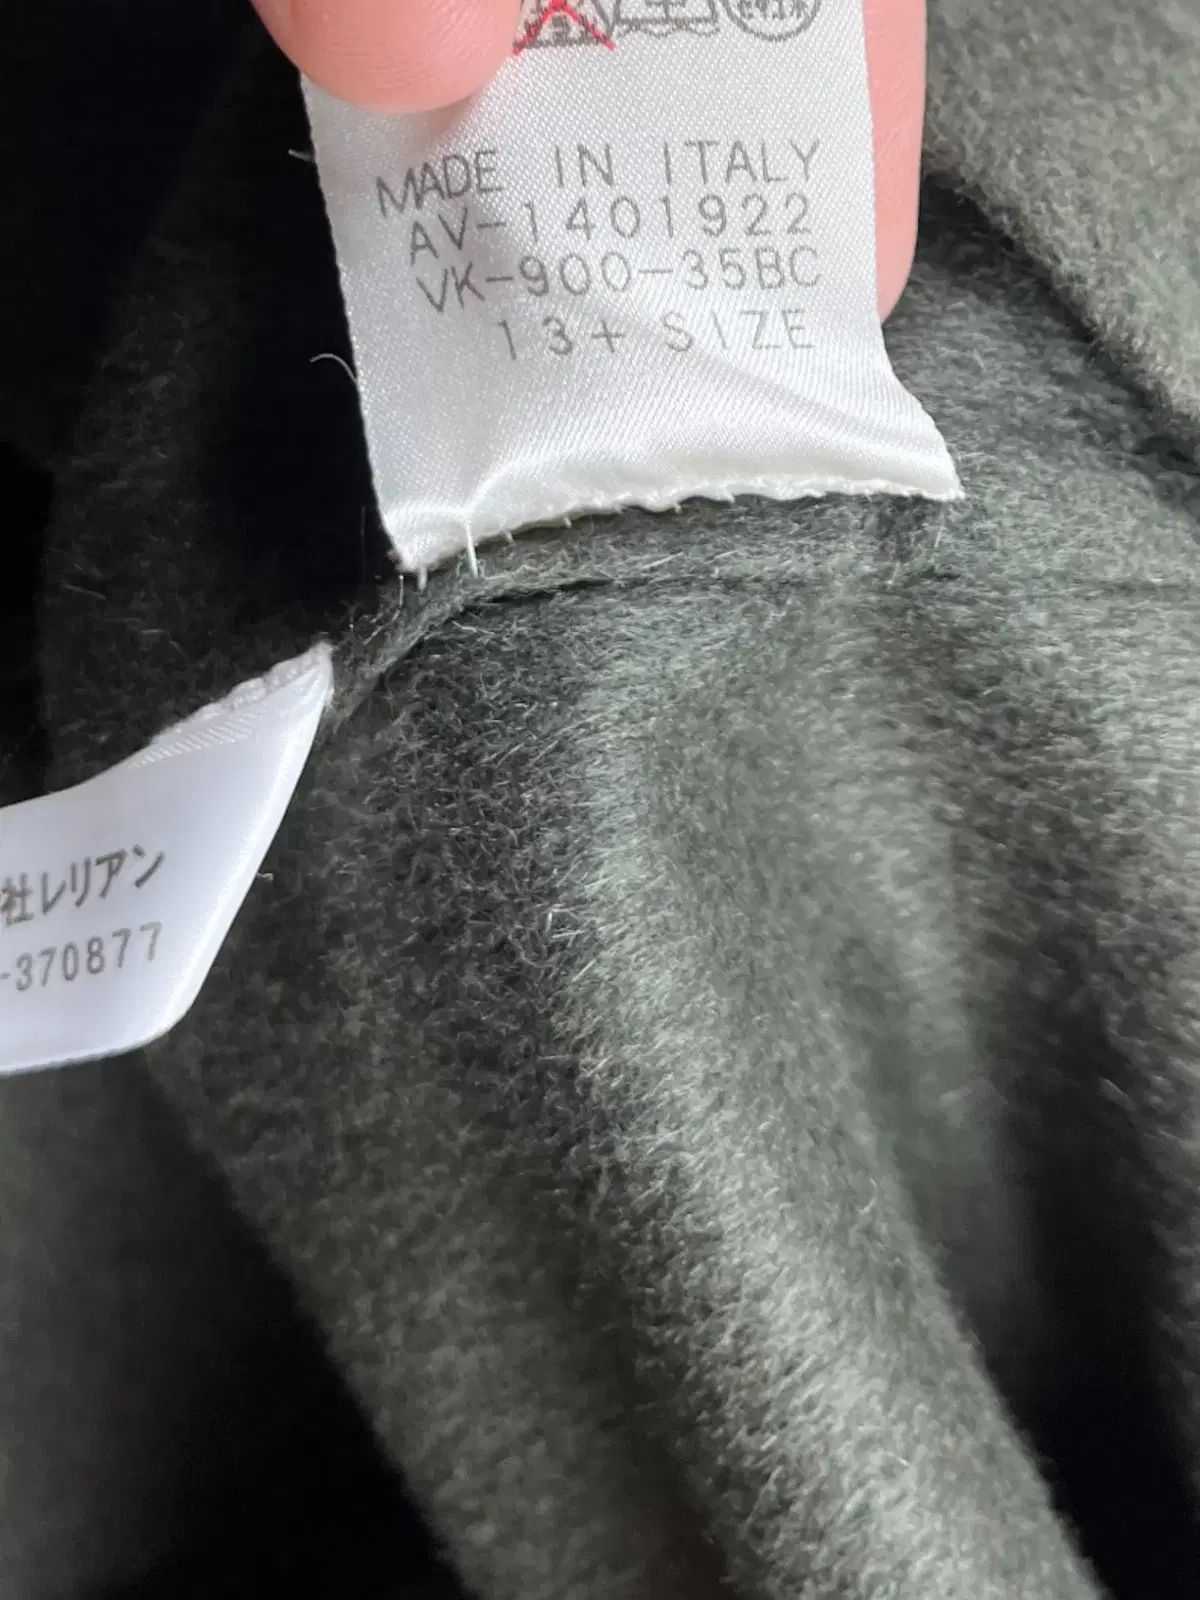 MADE IN ITALY
AV-1401922
VK-900-35BC
13+ SIZE
社レリアン
-370877